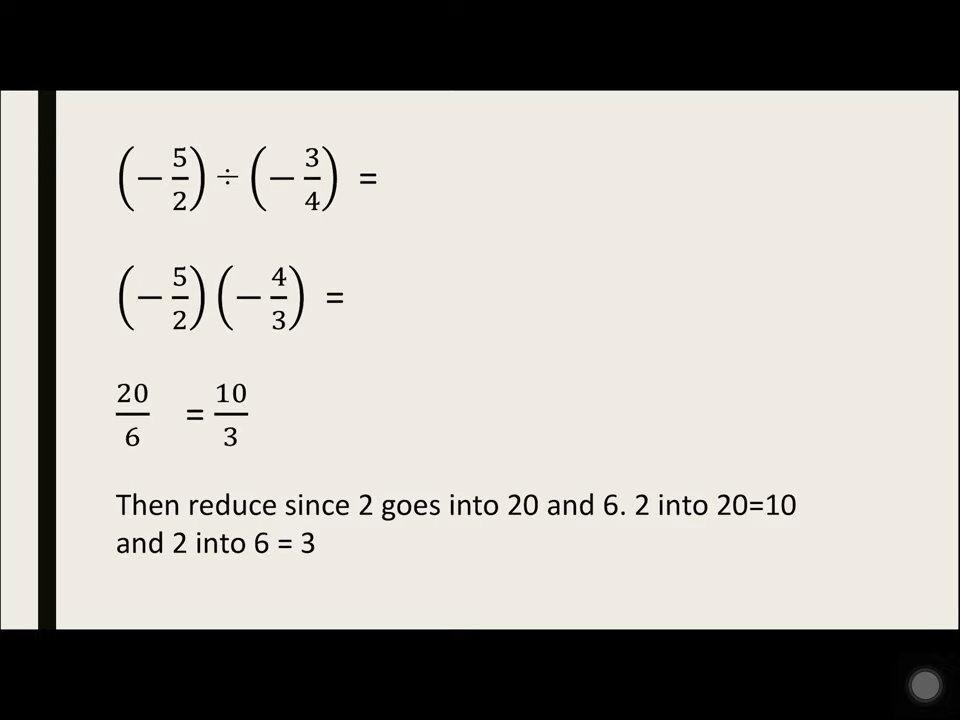 (− 5/2) ÷ (− 3/4) =
(− 5/2)(− 4/3) =
20/6 = 10/3
Then reduce since 2 goes into 20 and 6. 2 into 20=10
and 2 into 6 = 3